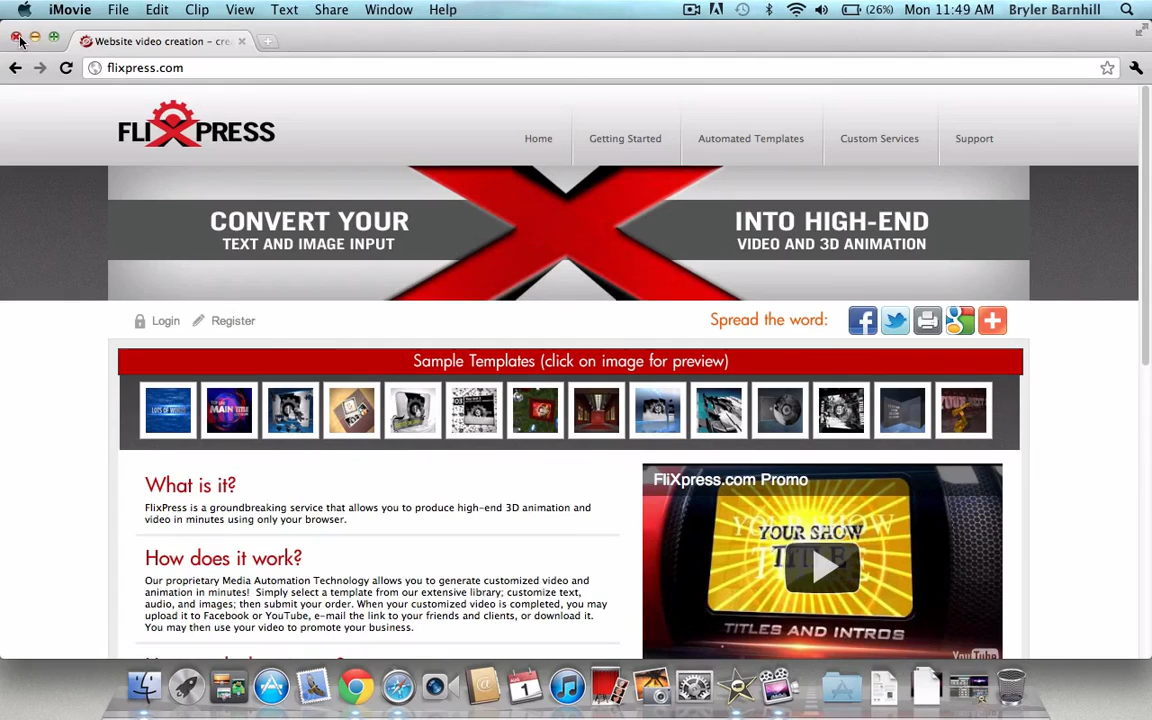 iMovie File Edit Clip View Text Share Window Help (26%) Mon 11:49 AM Bryler Barnhill
Website video creation – cre
flixpress.com
FLIXPRESS
Home Getting Started Automated Templates Custom Services Support
CONVERT YOUR INTO HIGH-END
TEXT AND IMAGE INPUT VIDEO AND 3D ANIMATION
Login Register Spread the word:
Sample Templates (click on image for preview)
What is it?
FlixPress is a groundbreaking service that allows you to produce high-end 3D animation and
video in minutes using only your browser.
How does it work?
Our proprietary Media Automation Technology allows you to generate customized video and
animation in minutes! Simply select a template from our extensive library; customize text,
audio, and images; then submit your order. When your customized video is completed, you may
upload it to Facebook or YouTube, e-mail the link to your friends and clients, or download it.
You may then use your video to promote your business.
FliXpress.com Promo
YOUR SHOW
TITLE
TITLES AND INTROS
YouTube
1